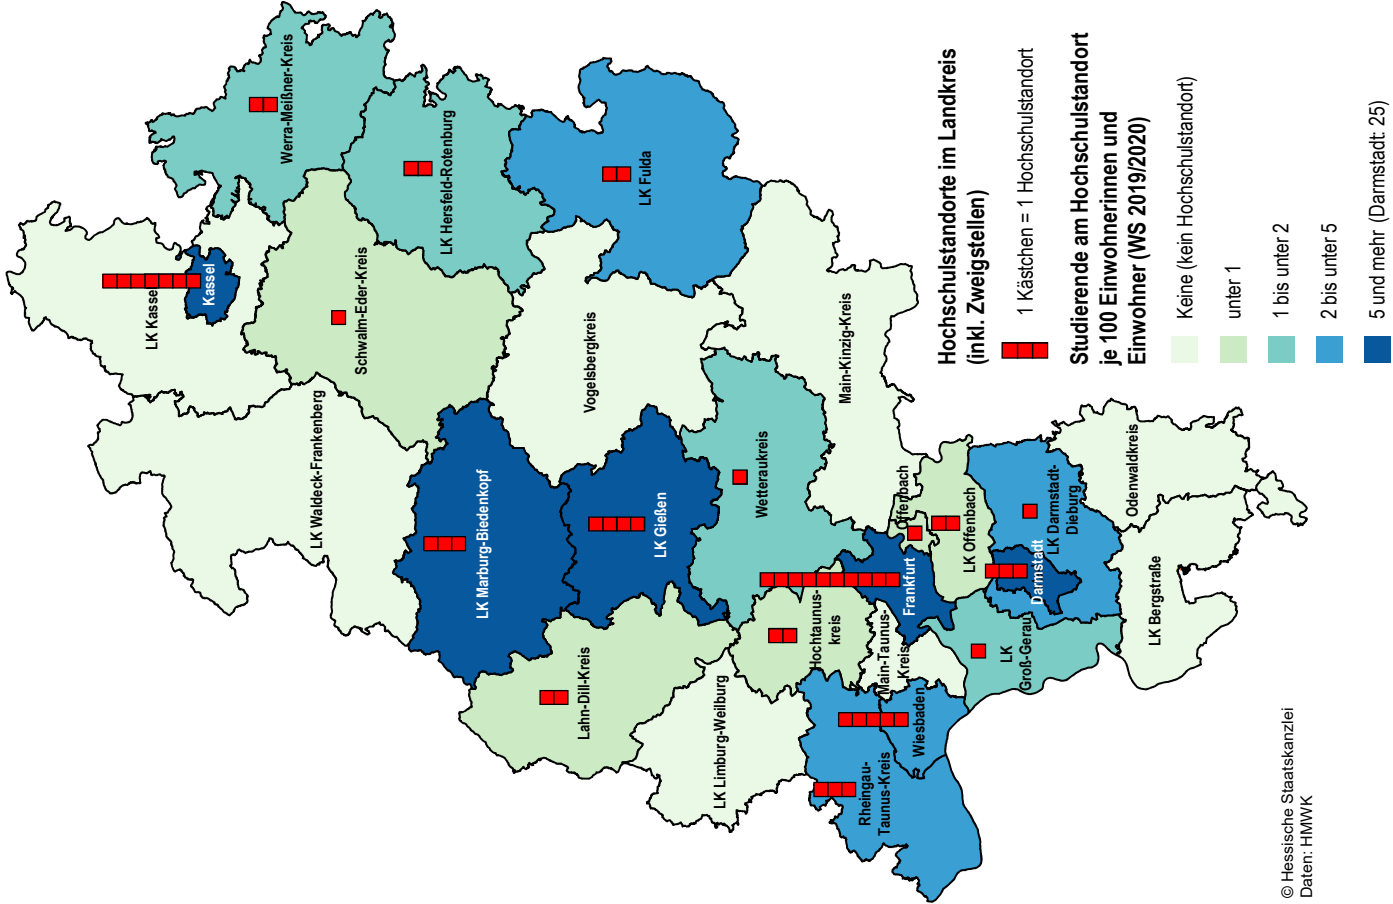 Werra-Meißner-Kreis
LK Kassel
Kassel
LK Hersfeld-Rotenburg
Schwalm-Eder-Kreis
LK Fulda
LK Waldeck-Frankenberg
Vogelsbergkreis
LK Marburg-Biedenkopf
LK Gießen
Main-Kinzig-Kreis
Wetteraukreis
Lahn-Dill-Kreis
Offenbach
LK Offenbach
Frankfurt
Hochtaunus-
kreis
Main-Taunus-
Kreis
LK Limburg-Weilburg
Wiesbaden
Rheingau-
Taunus-Kreis
LK
Groß-Gerau
Darmstadt
LK Darmstadt-
Dieburg
Odenwaldkreis
LK Bergstraße
Hochschulstandorte im Landkreis
(inkl. Zweigstellen)
1 Kästchen = 1 Hochschulstandort
Studierende am Hochschulstandort
je 100 Einwohnerinnen und
Einwohner (WS 2019/2020)
Keine (kein Hochschulstandort)
unter 1
1 bis unter 2
2 bis unter 5
5 und mehr (Darmstadt: 25)
© Hessische Staatskanzlei
Daten: HMWK